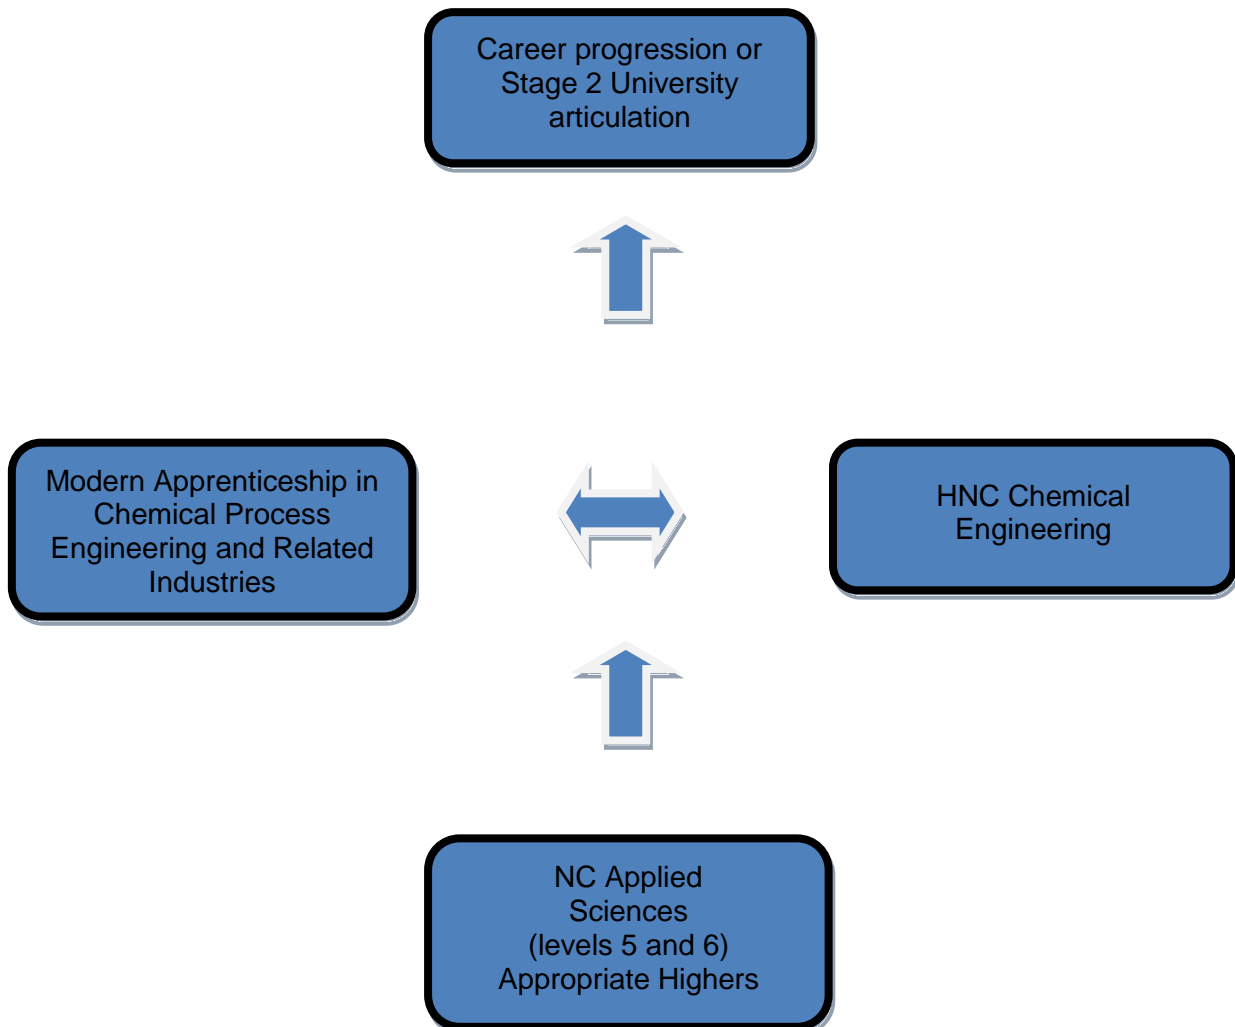 Career progression or
Stage 2 University
articulation
Modern Apprenticeship in
Chemical Process
Engineering and Related
Industries
HNC Chemical
Engineering
NC Applied
Sciences
(levels 5 and 6)
Appropriate Highers